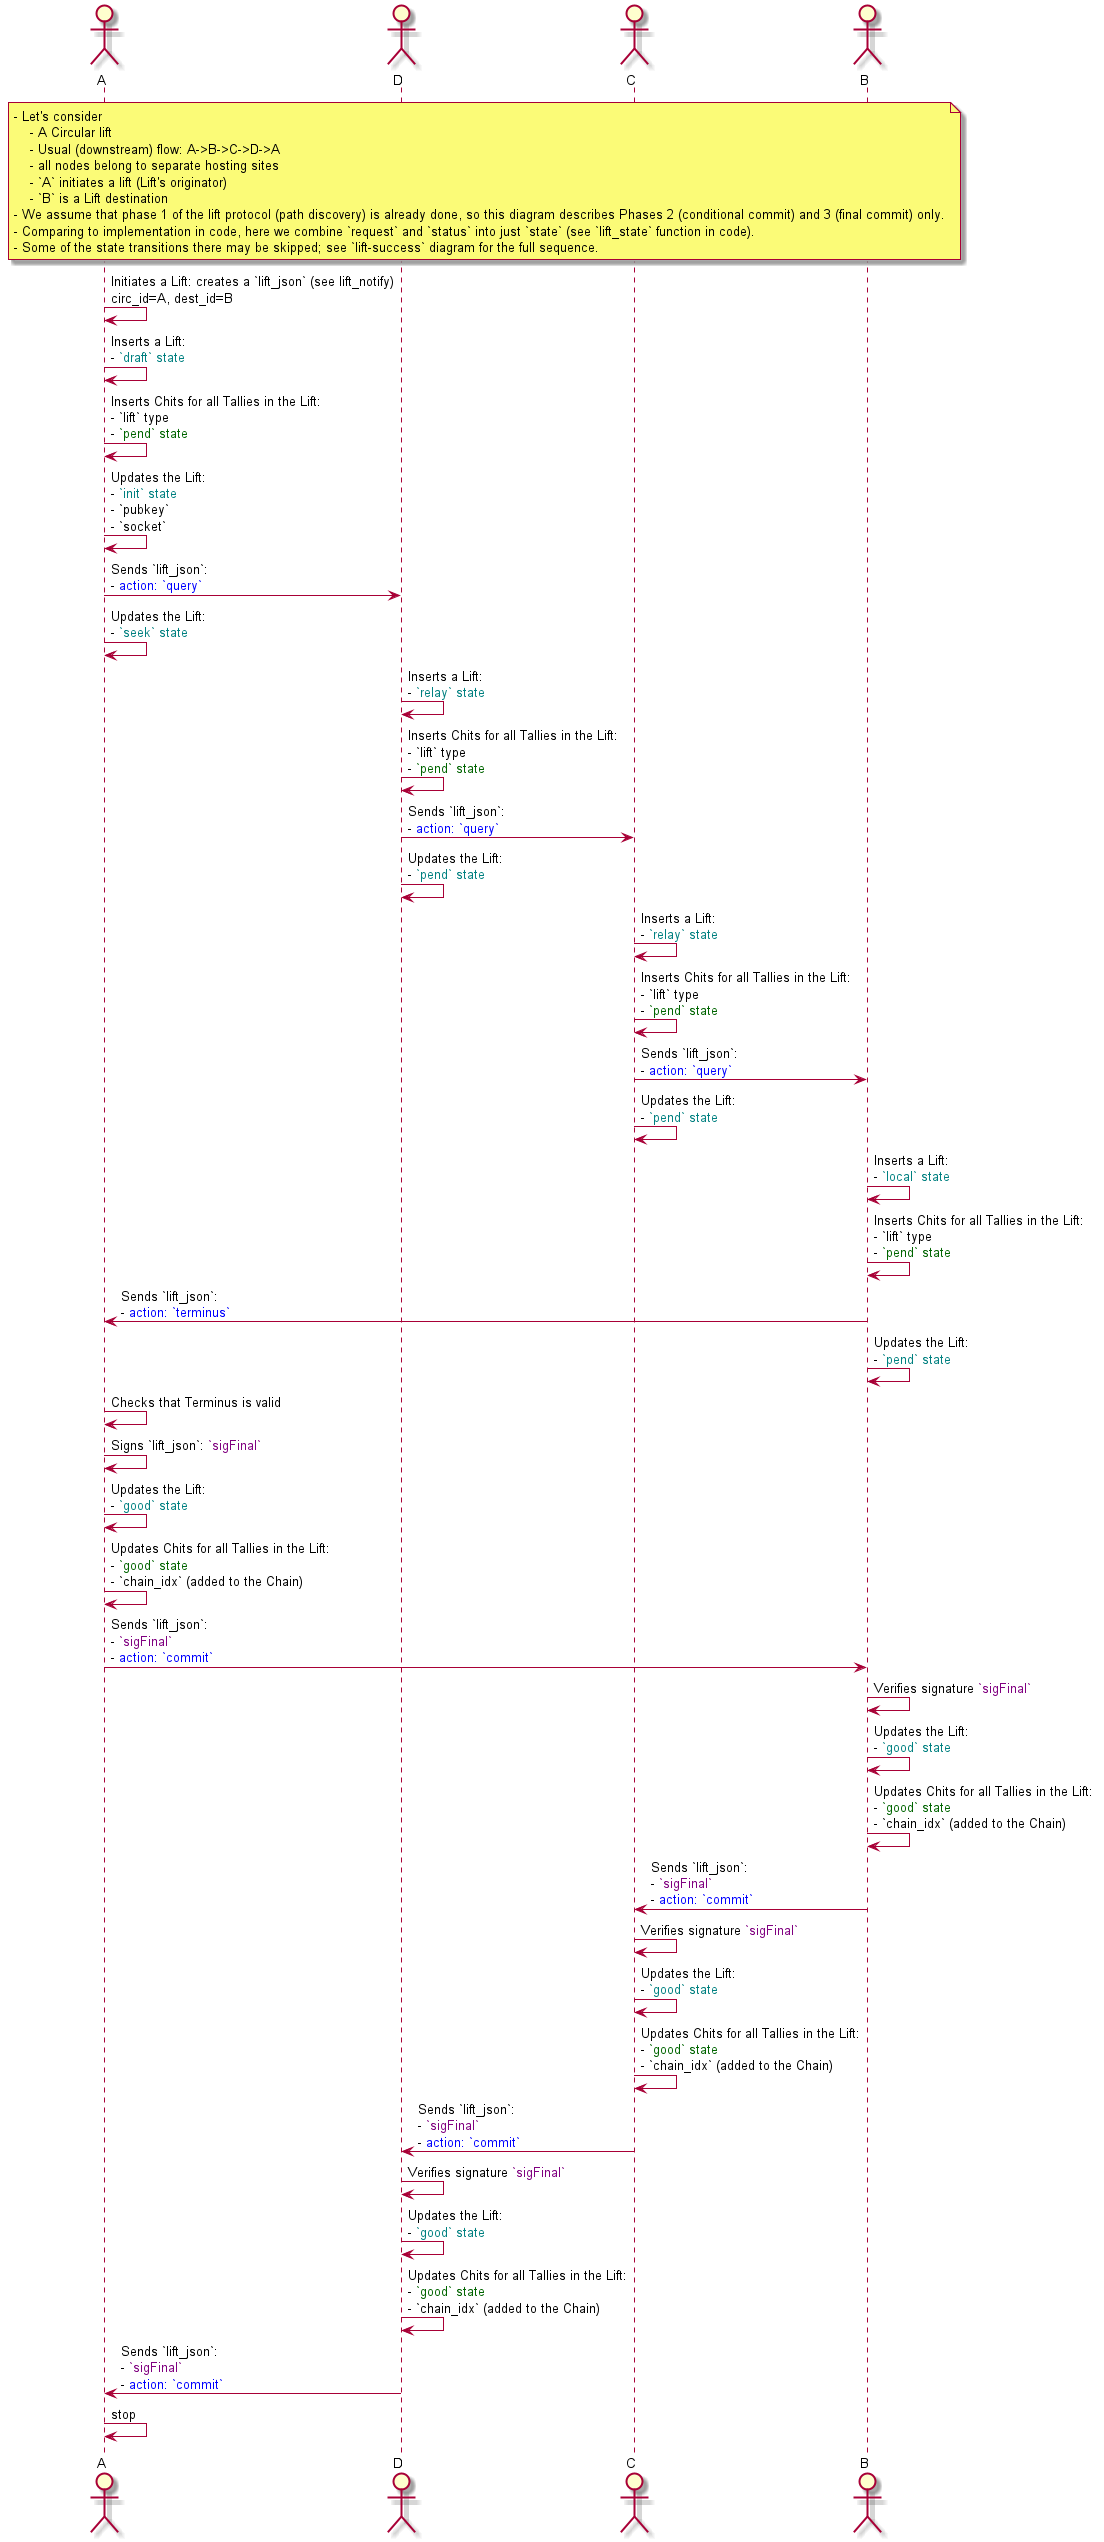 A
D
C
B
- Let's consider
- A Circular lift
- Usual (downstream) flow: A->B->C->D->A
- all nodes belong to separate hosting sites
- `A` initiates a lift (Lift's originator)
- `B` is a Lift destination
- We assume that phase 1 of the lift protocol (path discovery) is already done, so this diagram describes Phases 2 (conditional commit) and 3 (final commit) only.
- Comparing to implementation in code, here we combine `request` and `status` into just `state` (see `lift_state` function in code).
- Some of the state transitions there may be skipped; see `lift-success` diagram for the full sequence.
Initiates a Lift: creates a `lift_json` (see lift_notify)
circ_id=A, dest_id=B
Inserts a Lift:
- `draft` state
Inserts Chits for all Tallies in the Lift:
- `lift` type
- `pend` state
Updates the Lift:
- `init` state
- `pubkey`
- `socket`
Sends `lift_json`:
- action: `query`
Updates the Lift:
- `seek` state
Inserts a Lift:
- `relay` state
Inserts Chits for all Tallies in the Lift:
- `lift` type
- `pend` state
Sends `lift_json`:
- action: `query`
Updates the Lift:
- `pend` state
Inserts a Lift:
- `relay` state
Inserts Chits for all Tallies in the Lift:
- `lift` type
- `pend` state
Sends `lift_json`:
- action: `query`
Updates the Lift:
- `pend` state
Inserts a Lift:
- `local` state
Inserts Chits for all Tallies in the Lift:
- `lift` type
- `pend` state
Sends `lift_json`:
- action: `terminus`
Updates the Lift:
- `pend` state
Checks that Terminus is valid
Signs `lift_json`: `sigFinal`
Updates the Lift:
- `good` state
Updates Chits for all Tallies in the Lift:
- `good` state
- `chain_idx` (added to the Chain)
Sends `lift_json`:
- `sigFinal`
- action: `commit`
Verifies signature `sigFinal`
Updates the Lift:
- `good` state
Updates Chits for all Tallies in the Lift:
- `good` state
- `chain_idx` (added to the Chain)
Sends `lift_json`:
- `sigFinal`
- action: `commit`
Verifies signature `sigFinal`
Updates the Lift:
- `good` state
Updates Chits for all Tallies in the Lift:
- `good` state
- `chain_idx` (added to the Chain)
Sends `lift_json`:
- `sigFinal`
- action: `commit`
Verifies signature `sigFinal`
Updates the Lift:
- `good` state
Updates Chits for all Tallies in the Lift:
- `good` state
- `chain_idx` (added to the Chain)
Sends `lift_json`:
- `sigFinal`
- action: `commit`
stop
A
D
C
B